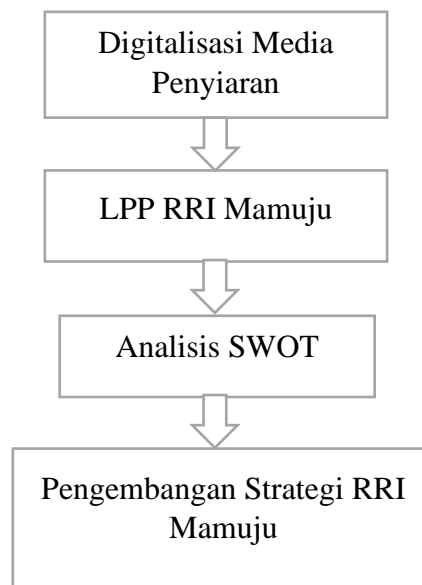 Digitalisasi Media
Penyiaran
LPP RRI Mamuju
Analisis SWOT
Pengembangan Strategi RRI
Mamuju